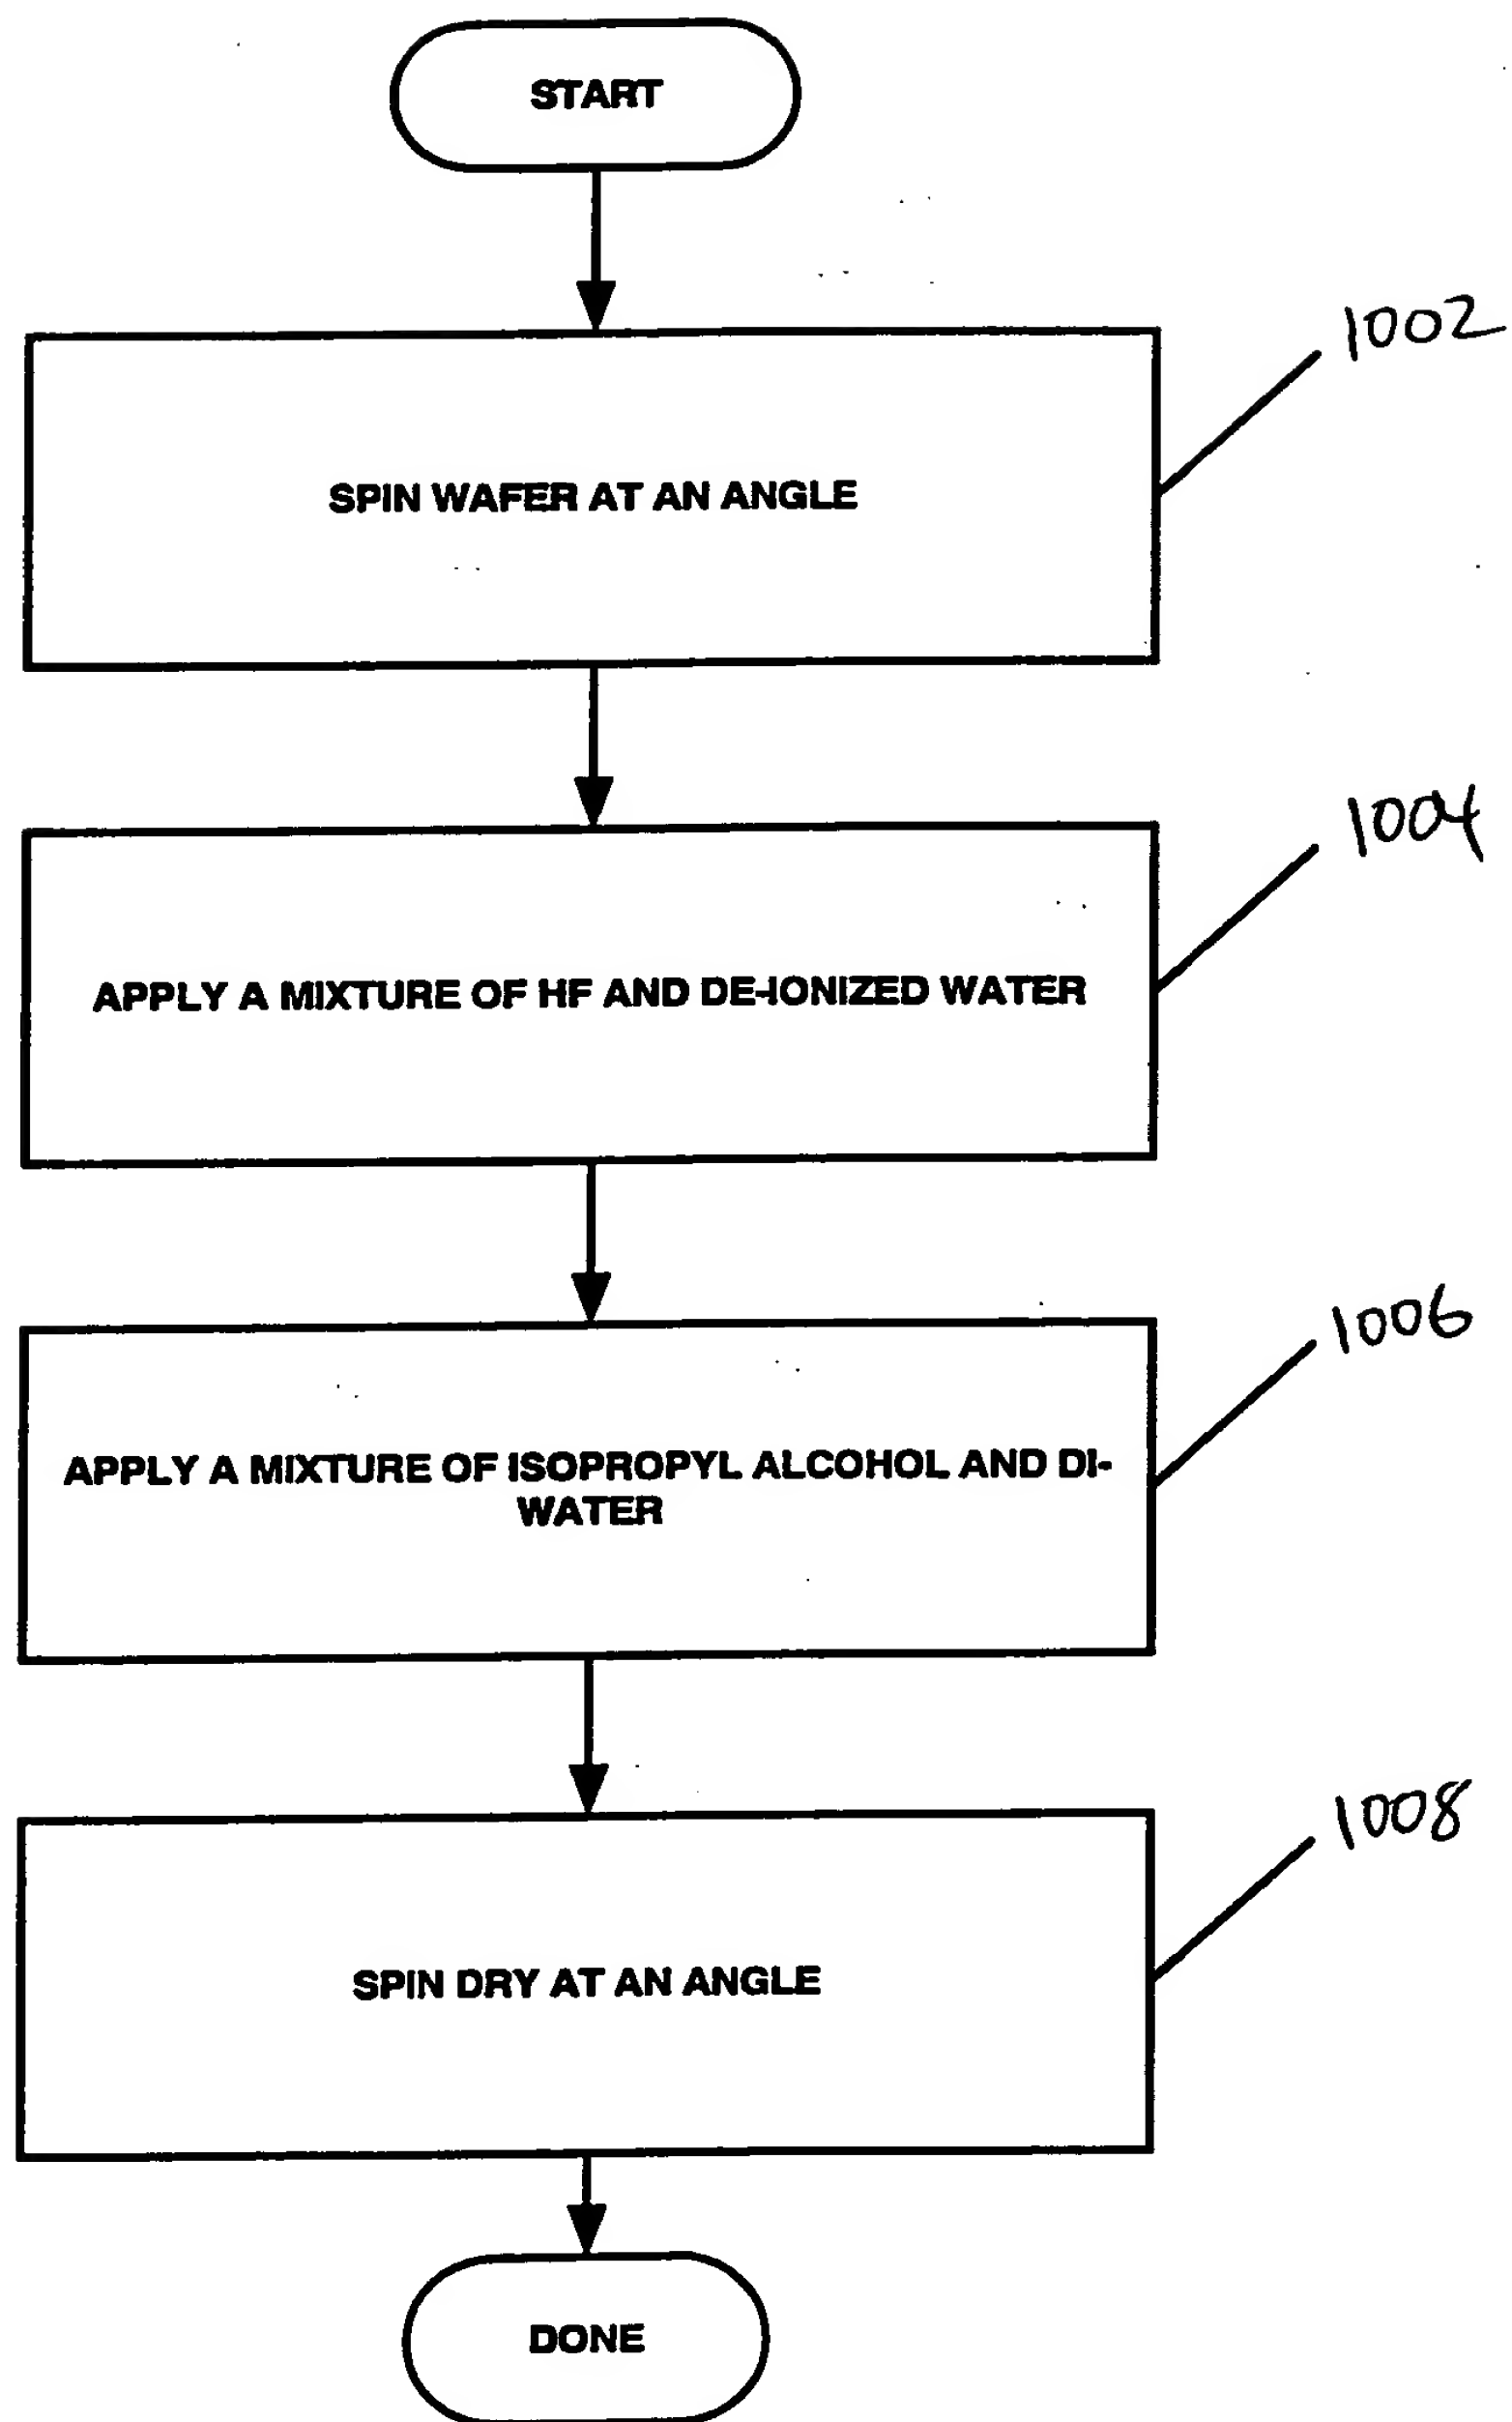 START
1002
SPIN WAFER AT AN ANGLE
1004
APPLY A MIXTURE OF HF AND DE-IONIZED WATER
1006
APPLY A MIXTURE OF ISOPROPYL ALCOHOL AND DI-
WATER
1008
SPIN DRY AT AN ANGLE
DONE